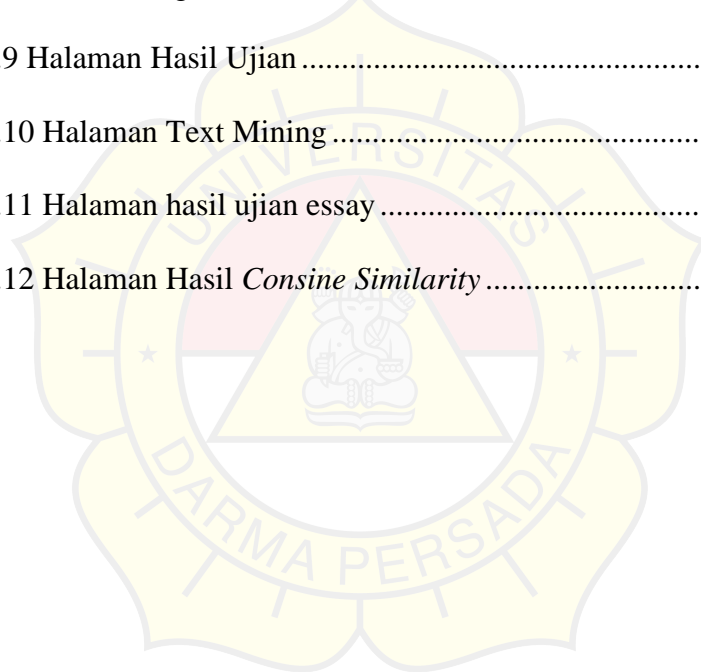 .9 Halaman Hasil Ujian ..................................................
.10 Halaman Text Mining ..............................................
.11 Halaman hasil ujian essay ........................................
.12 Halaman Hasil Consine Similarity ...........................
UNIVERSITAS
DARMA PERSADA